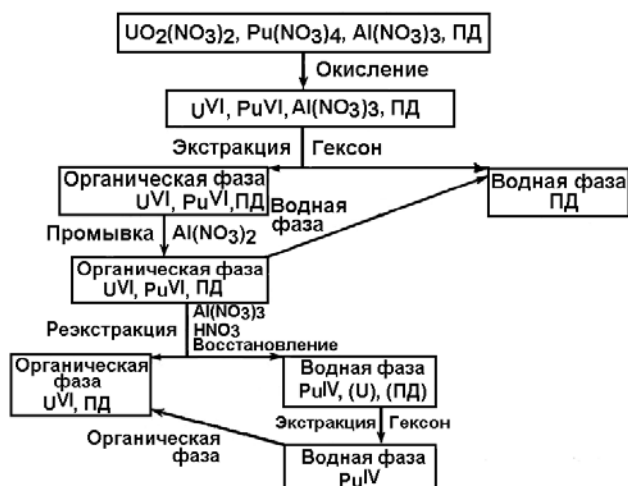 UO2(NO3)2, Pu(NO3)4, Al(NO3)3, ПД
Окисление
UVI, PuVI, Al(NO3)3, ПД
Экстракция Гексон
Органическая фаза
UVI, PuVI, ПД
Водная фаза
ПД
Водная
фаза
Промывка Al(NO3)2
Органическая фаза
UVI, PuVI, ПД
Реэкстракция
Al(NO3)3
HNO3
Восстановление
Органическая
фаза
UVI, ПД
Водная фаза
PuIV, (U), (ПД)
Экстракция Гексон
Органическая
фаза
Водная фаза
PuIV